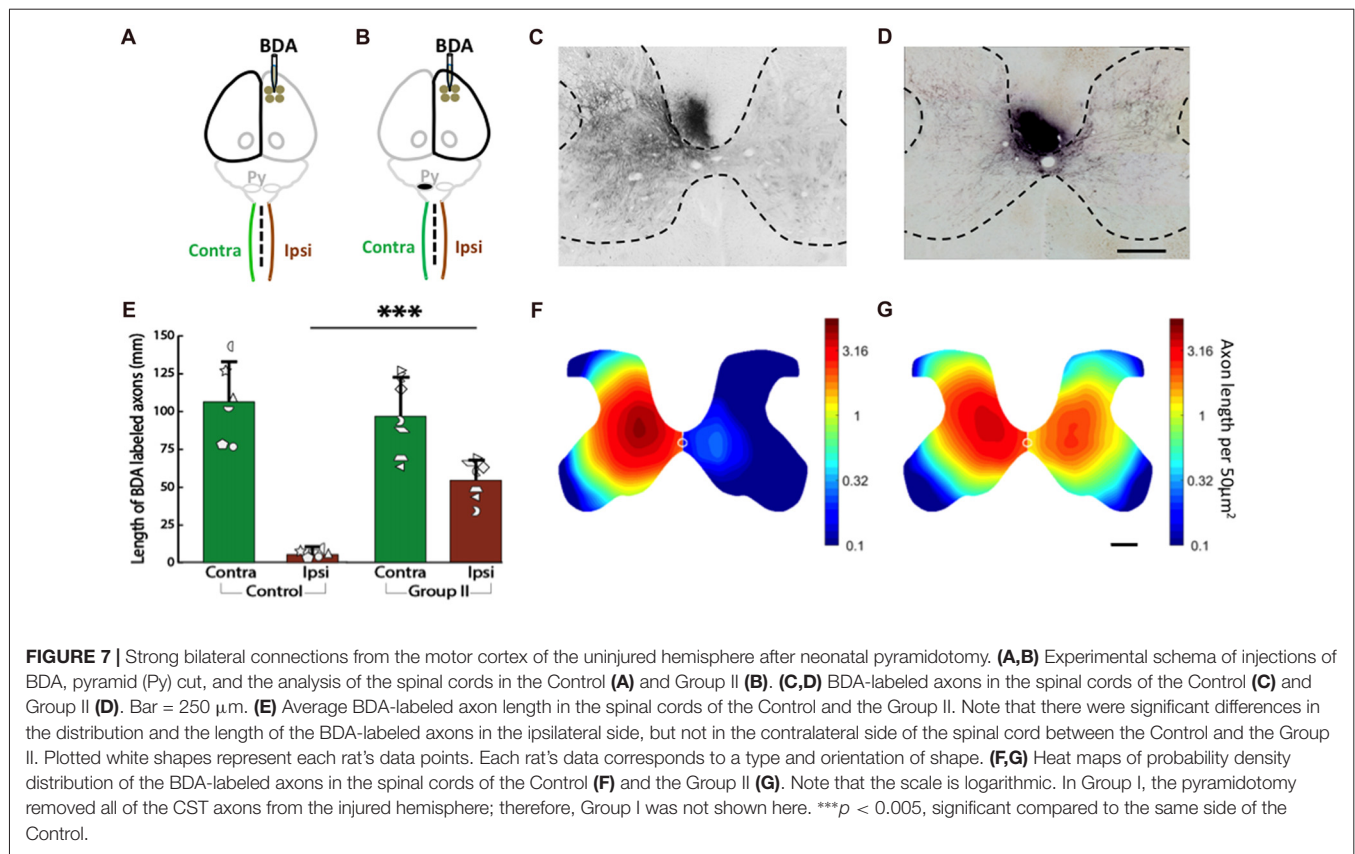 A
BDA
Py
Contra
Ipsi
B
BDA
Py
Contra
Ipsi
C
D
E
***
Length of BDA labeled axons (mm)
150
125
100
75
50
25
0
Contra
Ipsi
Control
Contra
Ipsi
Group II
F
3.16
1
0.32
0.1
G
3.16
1
0.32
0.1
Axon length per 50μm²
FIGURE 7 | Strong bilateral connections from the motor cortex of the uninjured hemisphere after neonatal pyramidotomy. (A,B) Experimental schema of injections of
BDA, pyramid (Py) cut, and the analysis of the spinal cords in the Control (A) and Group II (B). (C,D) BDA-labeled axons in the spinal cords of the Control (C) and
Group II (D). Bar = 250 μm. (E) Average BDA-labeled axon length in the spinal cords of the Control and the Group II. Note that there were significant differences in
the distribution and the length of the BDA-labeled axons in the ipsilateral side, but not in the contralateral side of the spinal cord between the Control and the Group
II. Plotted white shapes represent each rat's data points. Each rat's data corresponds to a type and orientation of shape. (F,G) Heat maps of probability density
distribution of the BDA-labeled axons in the spinal cords of the Control (F) and the Group II (G). Note that the scale is logarithmic. In Group I, the pyramidotomy
removed all of the CST axons from the injured hemisphere; therefore, Group I was not shown here. ***p < 0.005, significant compared to the same side of the
Control.